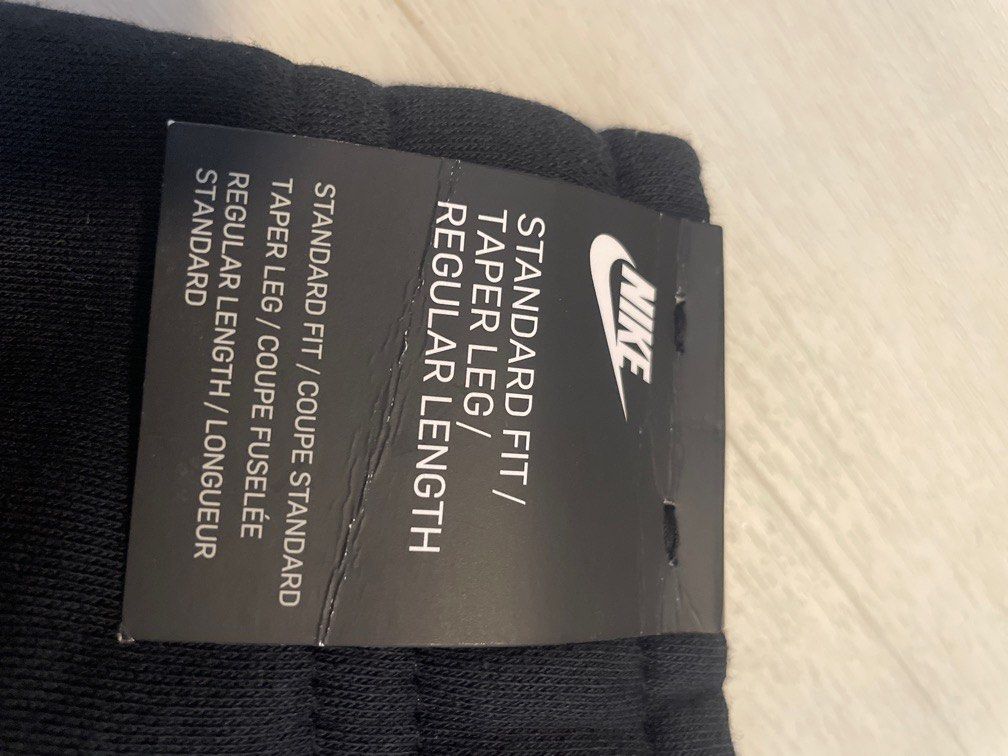 NIKE
STANDARD FIT /
TAPER LEG /
REGULAR LENGTH
STANDARD FIT / COUPE STANDARD
TAPER LEG / COUPE FUSELÉE
REGULAR LENGTH / LONGUEUR
STANDARD